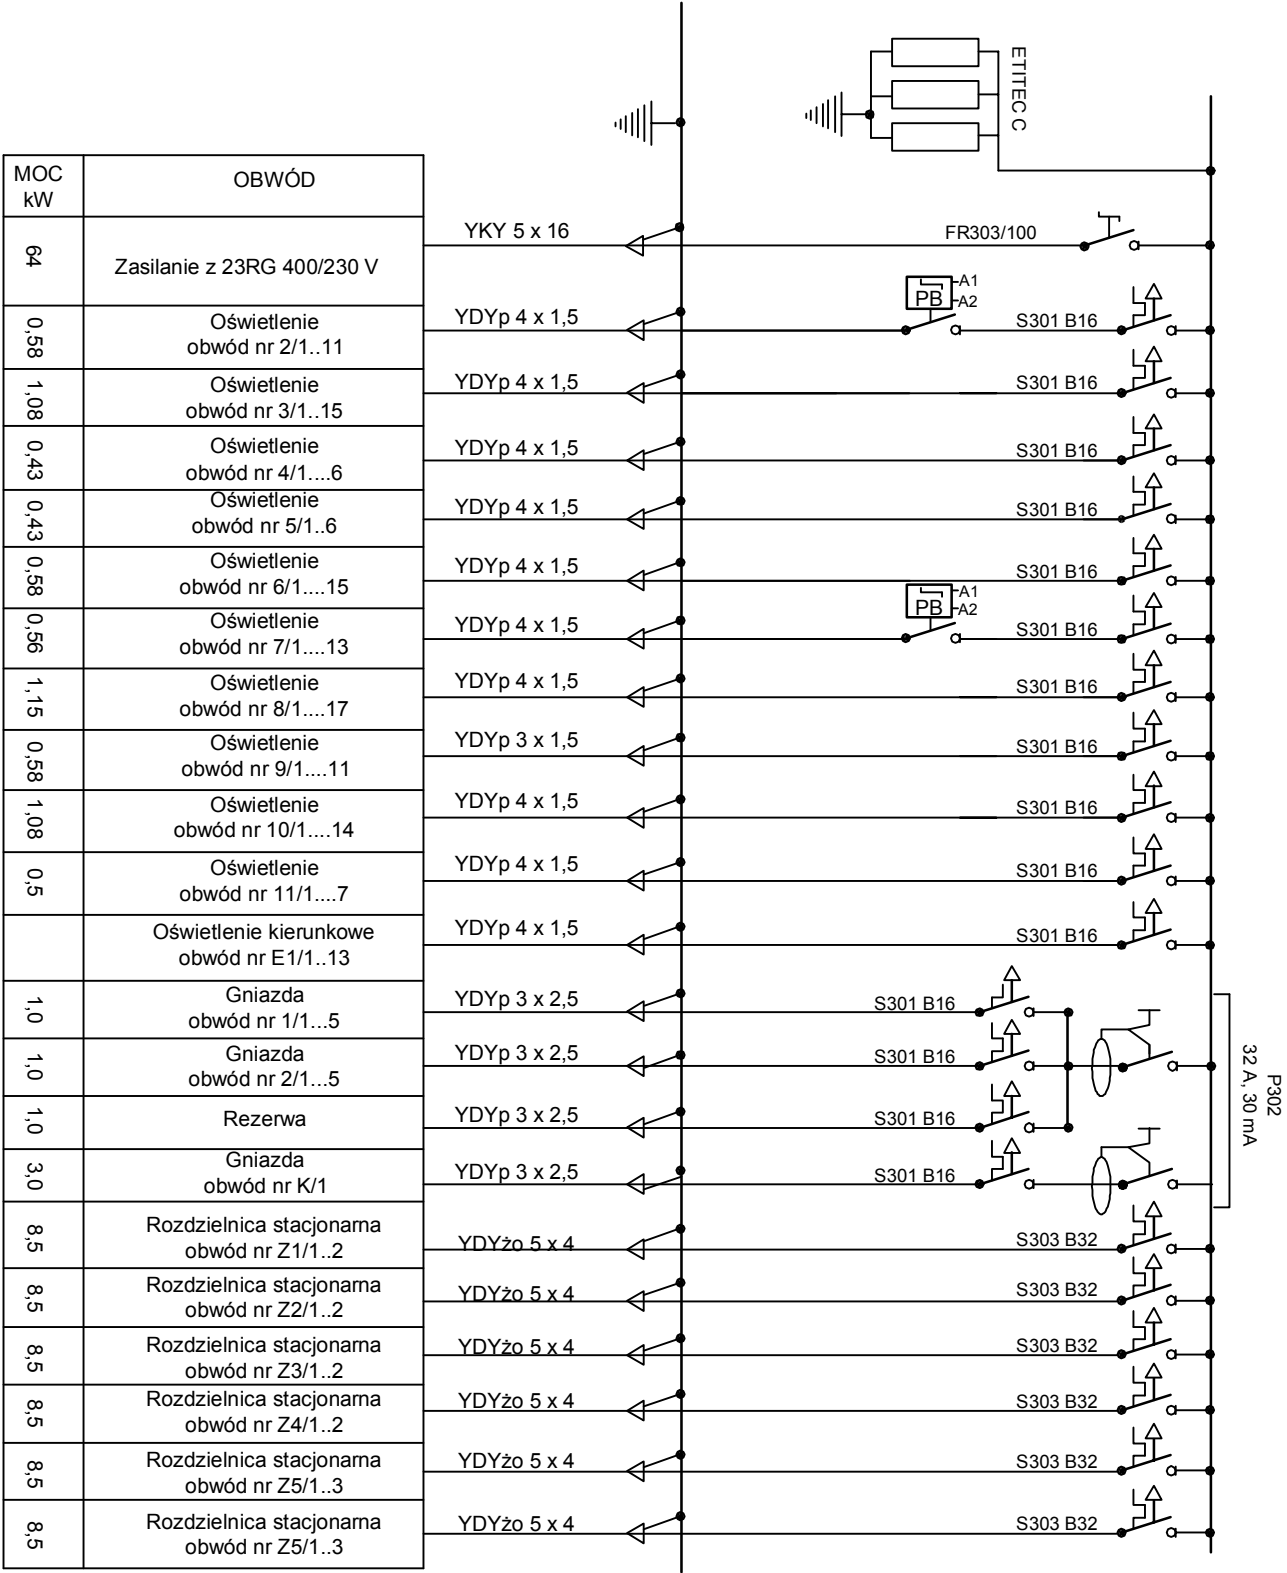 ETITEC C
MOC
kW
OBWÓD
64
Zasilanie z 23RG 400/230 V
YKY 5 x 16
FR303/100
0,58
Oświetlenie
obwód nr 2/1..11
YDYp 4 x 1,5
PB
A1
A2
S301 B16
1,08
Oświetlenie
obwód nr 3/1..15
YDYp 4 x 1,5
S301 B16
0,43
Oświetlenie
obwód nr 4/1....6
YDYp 4 x 1,5
S301 B16
0,43
Oświetlenie
obwód nr 5/1..6
YDYp 4 x 1,5
S301 B16
0,58
Oświetlenie
obwód nr 6/1....15
YDYp 4 x 1,5
S301 B16
0,56
Oświetlenie
obwód nr 7/1....13
YDYp 4 x 1,5
PB
A1
A2
S301 B16
1,15
Oświetlenie
obwód nr 8/1....17
YDYp 4 x 1,5
S301 B16
0,58
Oświetlenie
obwód nr 9/1....11
YDYp 3 x 1,5
S301 B16
1,08
Oświetlenie
obwód nr 10/1....14
YDYp 4 x 1,5
S301 B16
0,5
Oświetlenie
obwód nr 11/1....7
YDYp 4 x 1,5
S301 B16
Oświetlenie kierunkowe
obwód nr E1/1..13
YDYp 4 x 1,5
S301 B16
1,0
Gniazda
obwód nr 1/1...5
YDYp 3 x 2,5
S301 B16
1,0
Gniazda
obwód nr 2/1...5
YDYp 3 x 2,5
S301 B16
P302
32 A, 30 mA
1,0
Rezerwa
YDYp 3 x 2,5
S301 B16
3,0
Gniazda
obwód nr K/1
YDYp 3 x 2,5
S301 B16
8,5
Rozdzielnica stacjonarna
obwód nr Z1/1..2
YDYżo 5 x 4
S303 B32
8,5
Rozdzielnica stacjonarna
obwód nr Z2/1..2
YDYżo 5 x 4
S303 B32
8,5
Rozdzielnica stacjonarna
obwód nr Z3/1..2
YDYżo 5 x 4
S303 B32
8,5
Rozdzielnica stacjonarna
obwód nr Z4/1..2
YDYżo 5 x 4
S303 B32
8,5
Rozdzielnica stacjonarna
obwód nr Z5/1..3
YDYżo 5 x 4
S303 B32
8,5
Rozdzielnica stacjonarna
obwód nr Z5/1..3
YDYżo 5 x 4
S303 B32